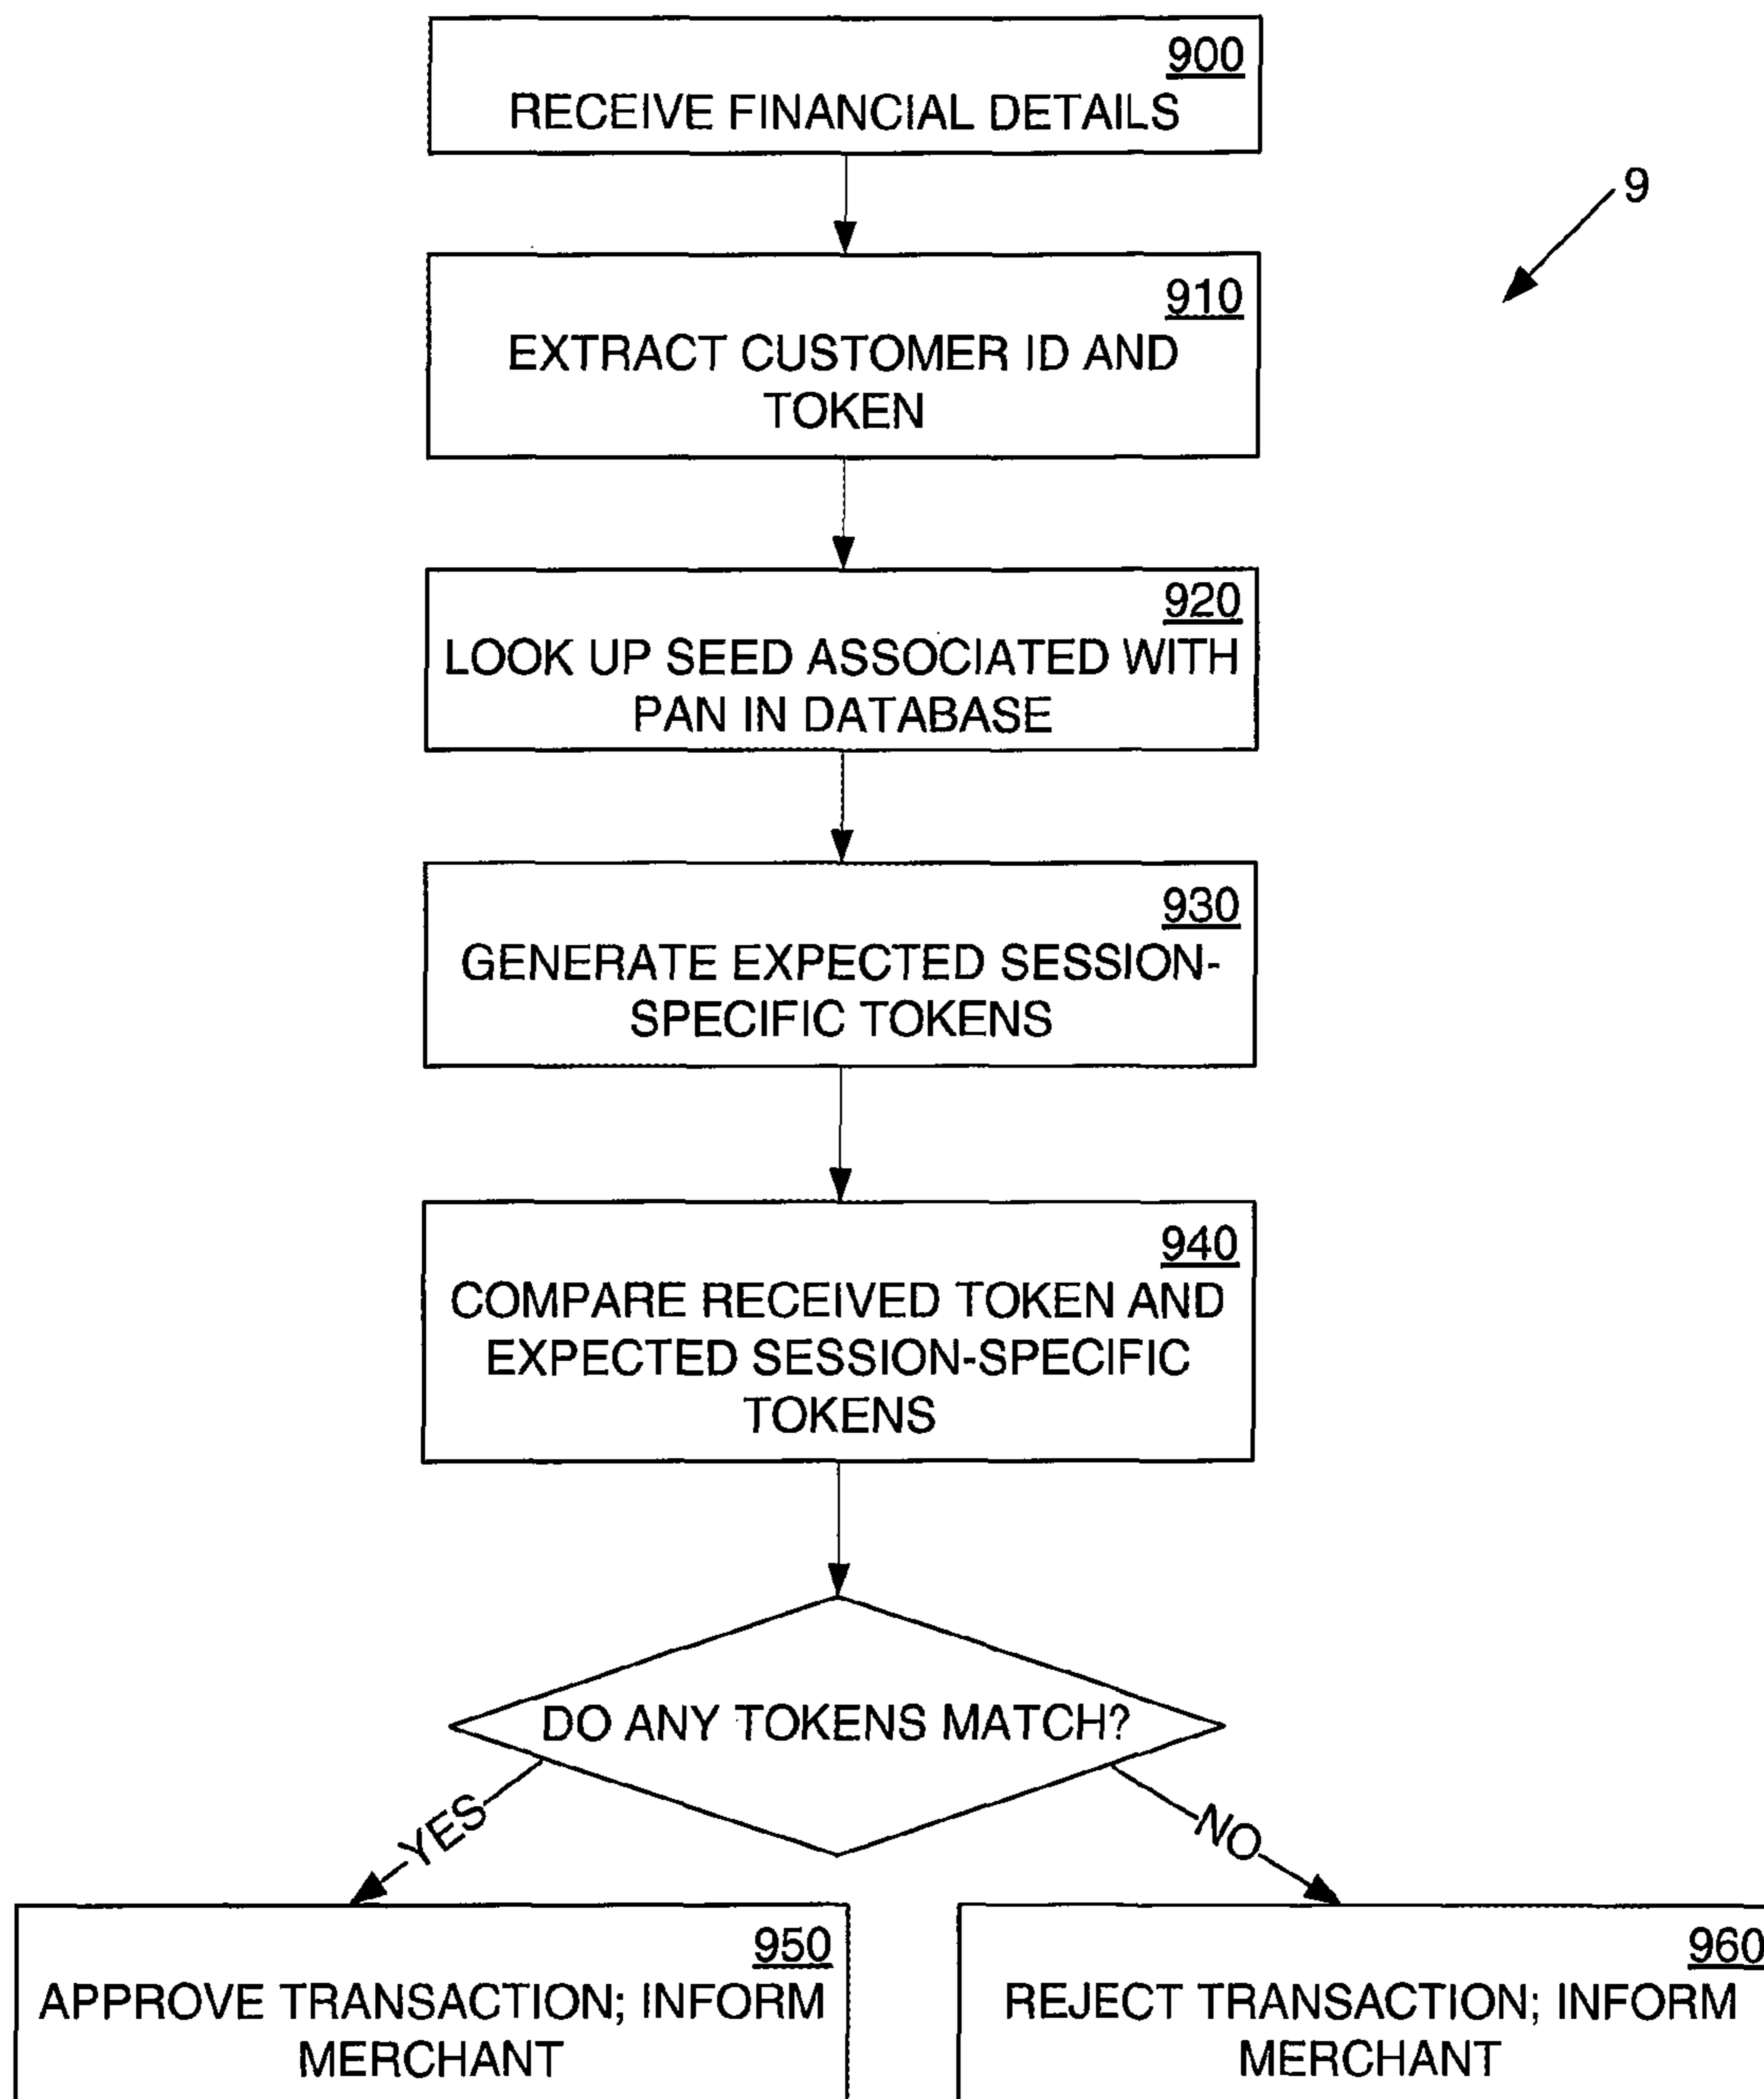 900
RECEIVE FINANCIAL DETAILS
9
910
EXTRACT CUSTOMER ID AND
TOKEN
920
LOOK UP SEED ASSOCIATED WITH
PAN IN DATABASE
930
GENERATE EXPECTED SESSION-
SPECIFIC TOKENS
940
COMPARE RECEIVED TOKEN AND
EXPECTED SESSION-SPECIFIC
TOKENS
DO ANY TOKENS MATCH?
YES
NO
950
APPROVE TRANSACTION; INFORM
MERCHANT
960
REJECT TRANSACTION; INFORM
MERCHANT